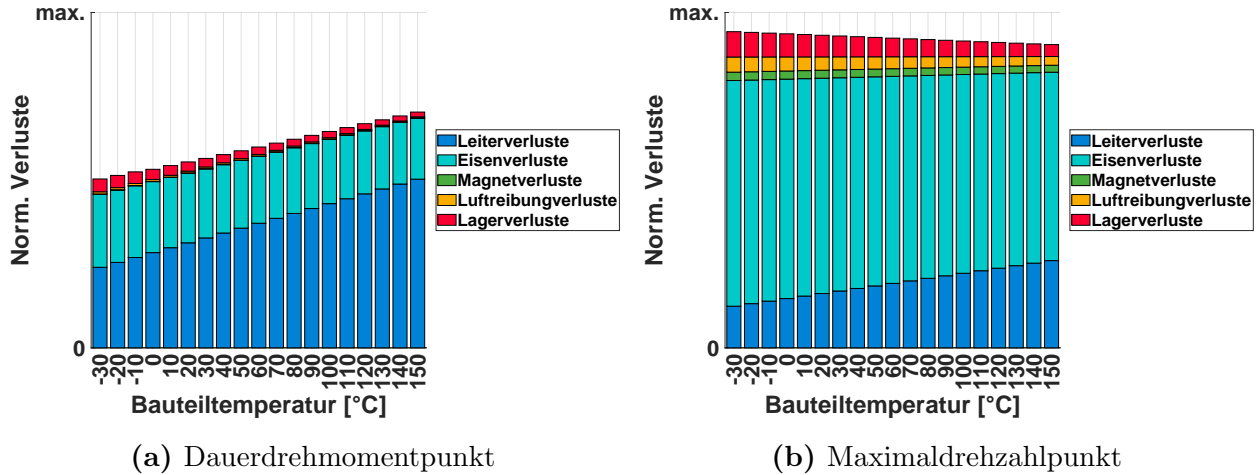 max.
Norm. Verluste
0
-30 -20 -10 0 10 20 30 40 50 60 70 80 90 100 110 120 130 140 150
Bauteiltemperatur [°C]
Leiterverluste
Eisenverluste
Magnetverluste
Luftreibungverluste
Lagerverluste
(a) Dauerdrehmomentpunkt
max.
Norm. Verluste
0
-30 -20 -10 0 10 20 30 40 50 60 70 80 90 100 110 120 130 140 150
Bauteiltemperatur [°C]
Leiterverluste
Eisenverluste
Magnetverluste
Luftreibungverluste
Lagerverluste
(b) Maximaldrehzahlpunkt